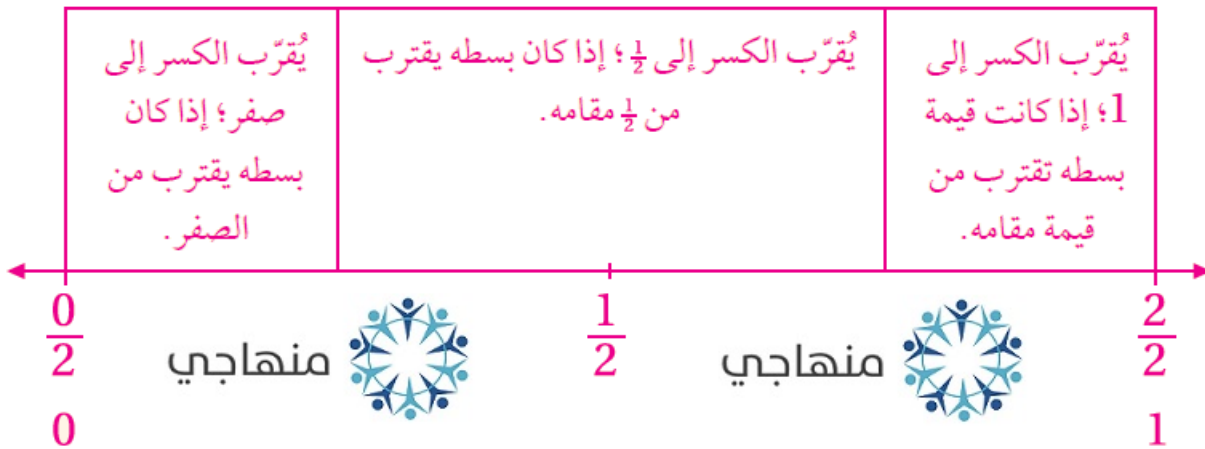 يُقرّب الكسر إلى
1؛ إذا كانت قيمة
بسطه تقترب من
قيمة مقامه.
يُقرّب الكسر إلى 1/2؛ إذا كان بسطه يقترب
من 1/2 مقامه.
يُقرّب الكسر إلى
صفر؛ إذا كان
بسطه يقترب من
الصفر.
0/2
1/2
2/2
منهاجي
منهاجي
0
1